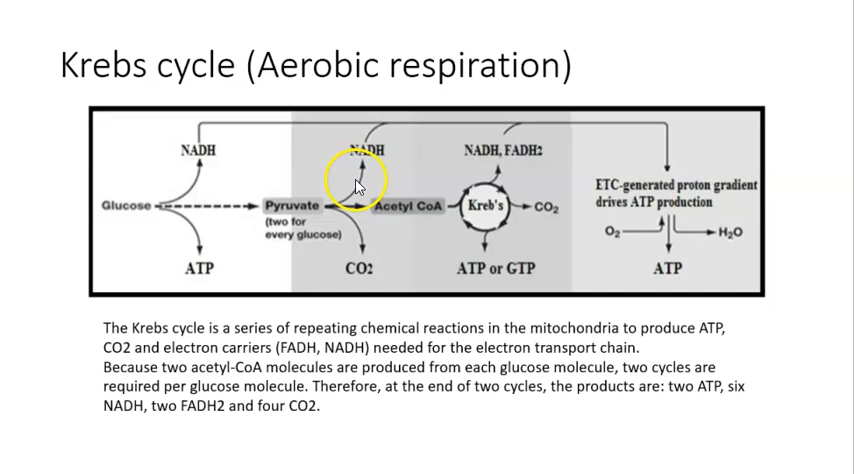 Krebs cycle (Aerobic respiration)
NADH
NADH
NADH, FADH2
ETC-generated proton gradient
drives ATP production
Glucose
Pyruvate
(two for
every glucose)
Acetyl CoA
Kreb's
CO2
O2
H2O
ATP
CO2
ATP or GTP
ATP
The Krebs cycle is a series of repeating chemical reactions in the mitochondria to produce ATP,
CO2 and electron carriers (FADH, NADH) needed for the electron transport chain.
Because two acetyl-CoA molecules are produced from each glucose molecule, two cycles are
required per glucose molecule. Therefore, at the end of two cycles, the products are: two ATP, six
NADH, two FADH2 and four CO2.